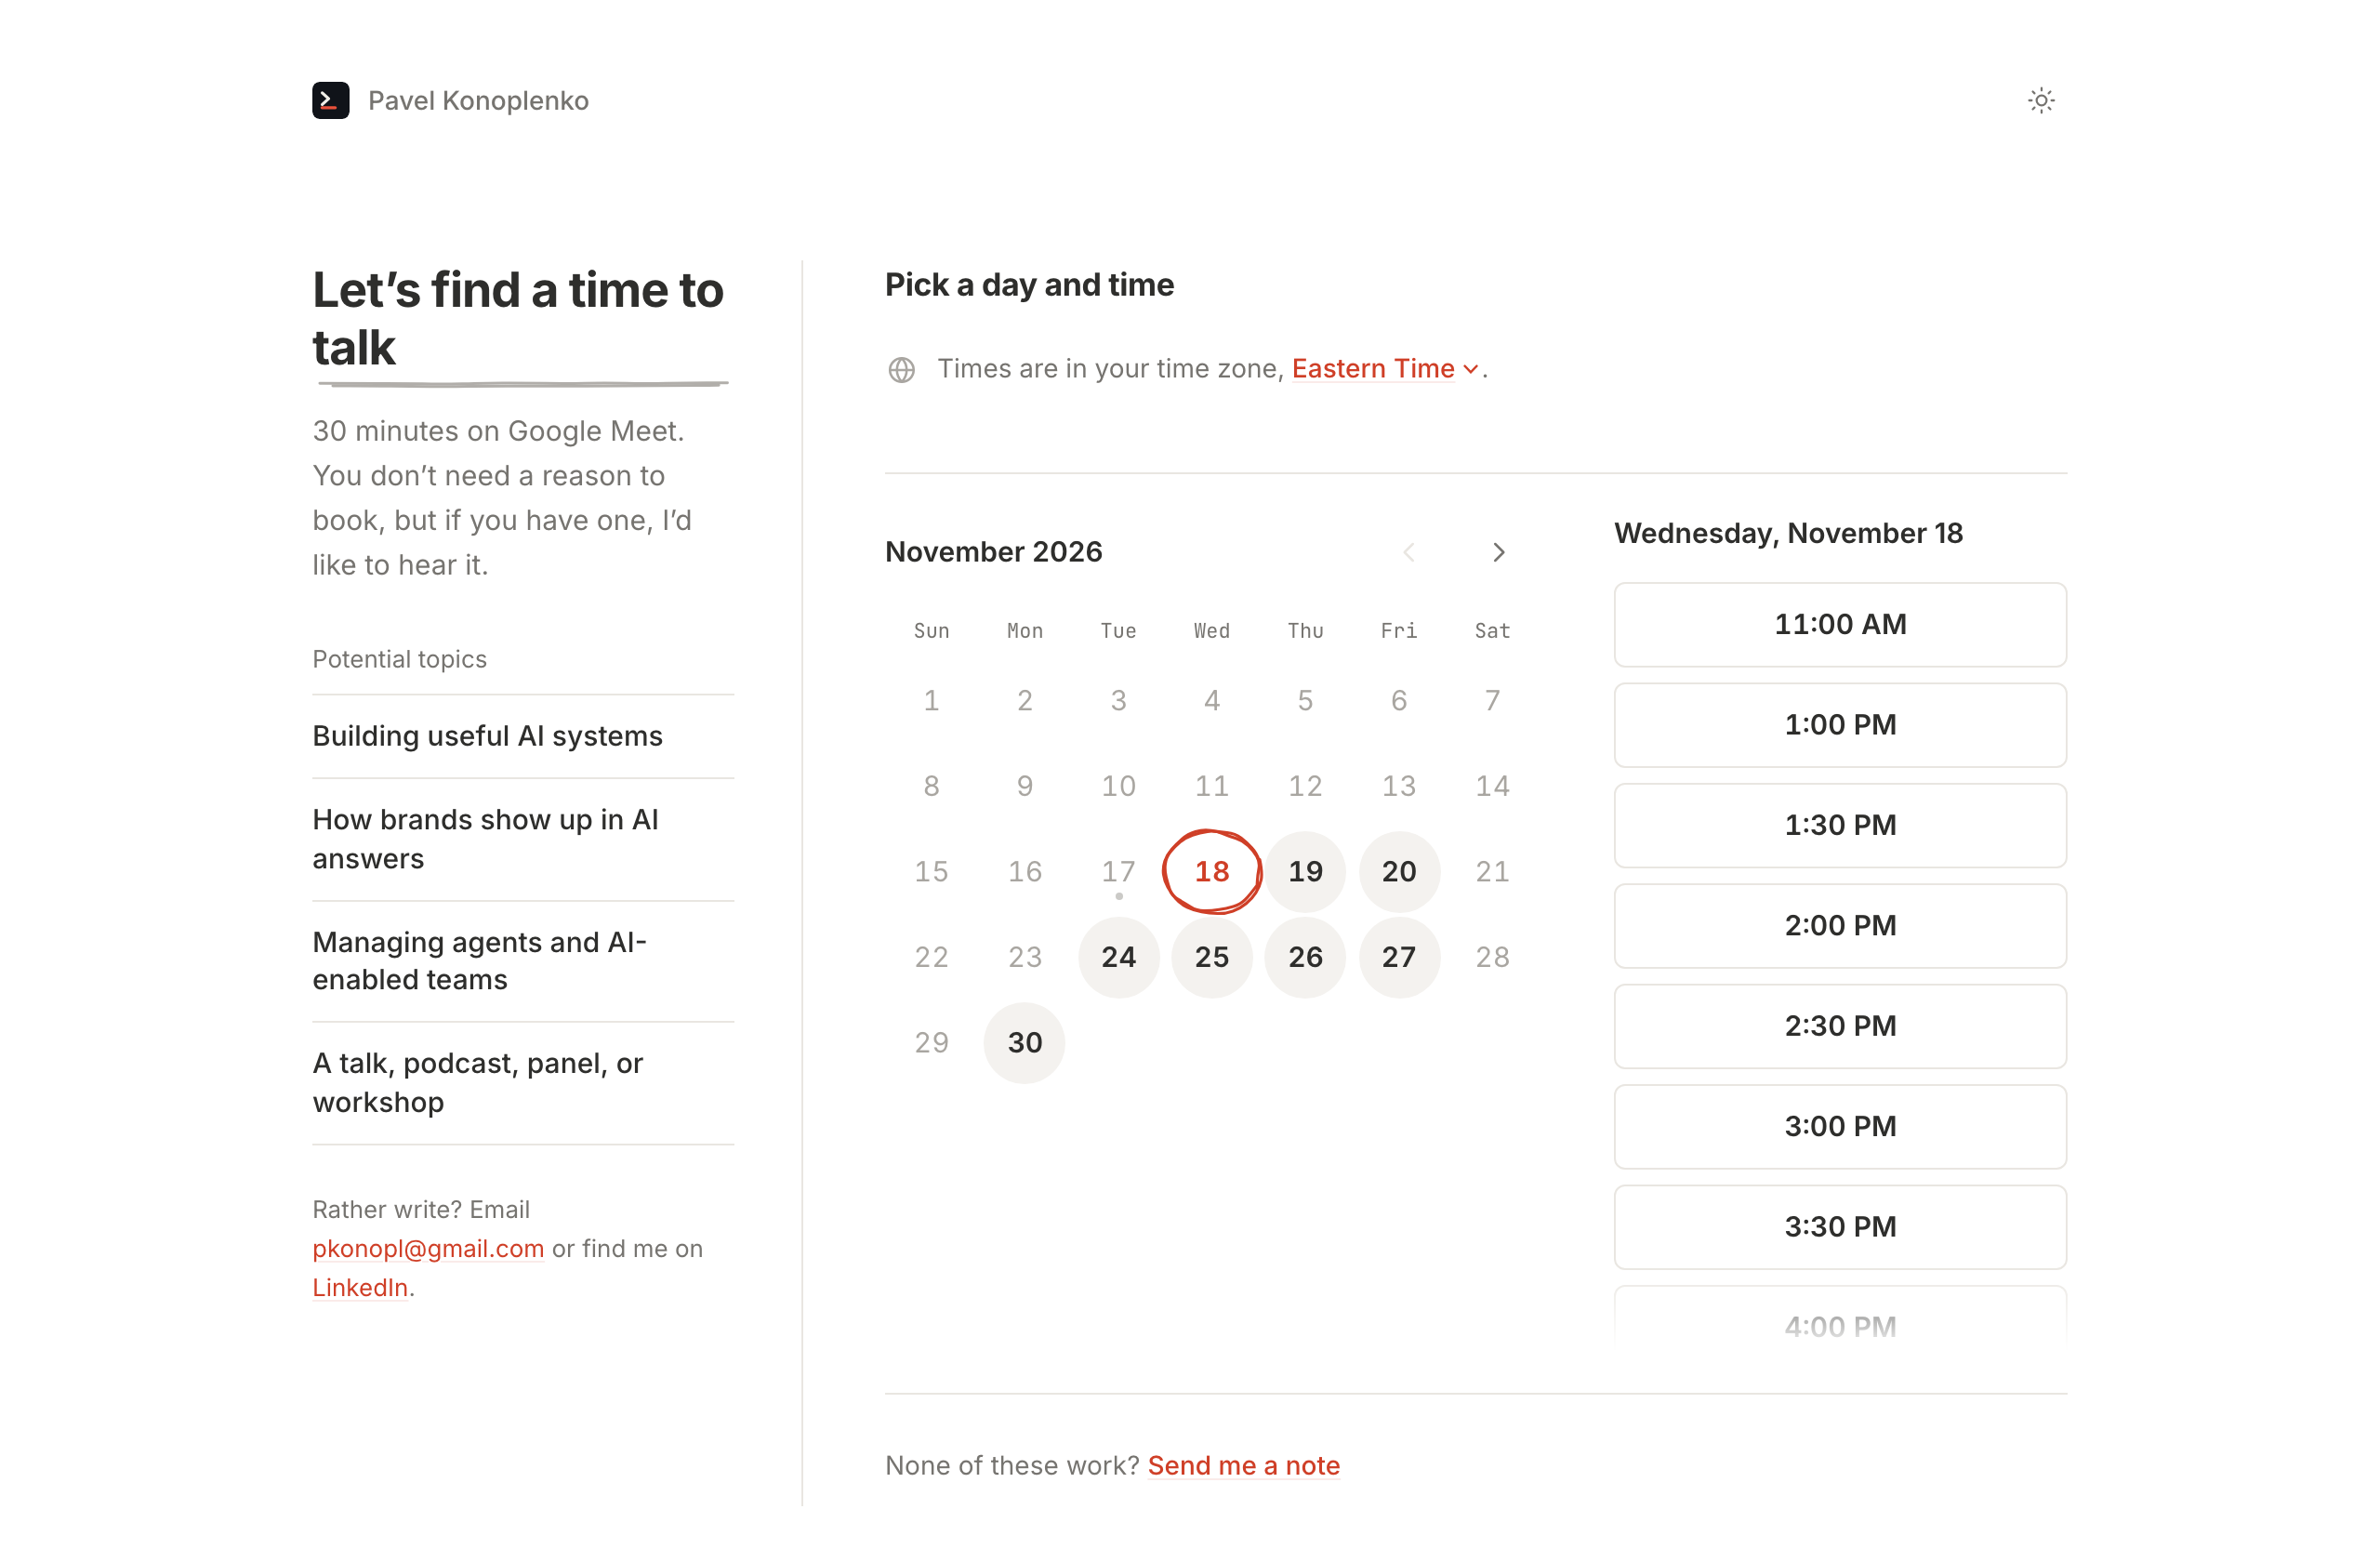 Pavel Konoplenko
Let’s find a time to
talk
30 minutes on Google Meet.
You don’t need a reason to
book, but if you have one, I’d
like to hear it.
Potential topics
Building useful AI systems
How brands show up in AI
answers
Managing agents and AI-
enabled teams
A talk, podcast, panel, or
workshop
Rather write? Email
pkonopl@gmail.com or find me on
LinkedIn.
Pick a day and time
Times are in your time zone, Eastern Time.
November 2026
Sun Mon Tue Wed Thu Fri Sat
1 2 3 4 5 6 7
8 9 10 11 12 13 14
15 16 17 18 19 20 21
22 23 24 25 26 27 28
29 30
Wednesday, November 18
11:00 AM
1:00 PM
1:30 PM
2:00 PM
2:30 PM
3:00 PM
3:30 PM
4:00 PM
None of these work? Send me a note